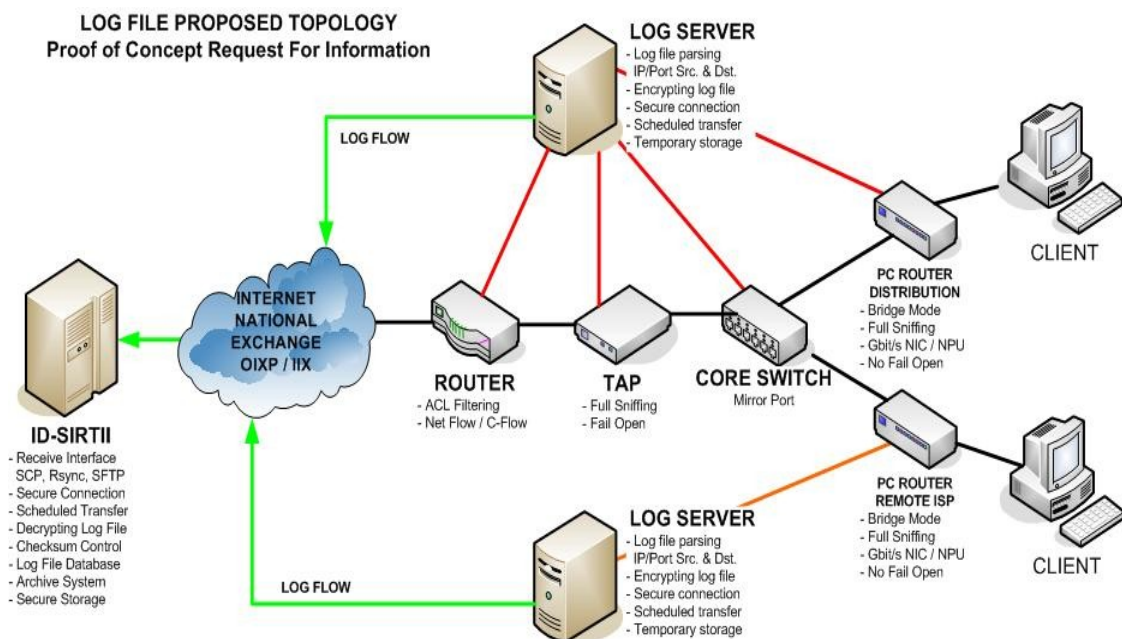 LOG FILE PROPOSED TOPOLOGY
Proof of Concept Request For Information
LOG SERVER
- Log file parsing
IP/Port Src. & Dst.
- Encrypting log file
- Secure connection
- Scheduled transfer
- Temporary storage
LOG FLOW
CLIENT
PC ROUTER
DISTRIBUTION
- Bridge Mode
- Full Sniffing
- Gbit/s NIC / NPU
- No Fail Open
INTERNET
NATIONAL
EXCHANGE
OIXP / IIX
ROUTER
- ACL Filtering
- Net Flow / C-Flow
TAP
- Full Sniffing
- Fail Open
CORE SWITCH
Mirror Port
ID-SIRTII
- Receive Interface
SCP, Rsync, SFTP
- Secure Connection
- Scheduled Transfer
- Decrypting Log File
- Checksum Control
- Log File Database
- Archive System
- Secure Storage
PC ROUTER
REMOTE ISP
- Bridge Mode
- Full Sniffing
- Gbit/s NIC / NPU
- No Fail Open
CLIENT
LOG SERVER
- Log file parsing
IP/Port Src. & Dst.
- Encrypting log file
- Secure connection
- Scheduled transfer
- Temporary storage
LOG FLOW